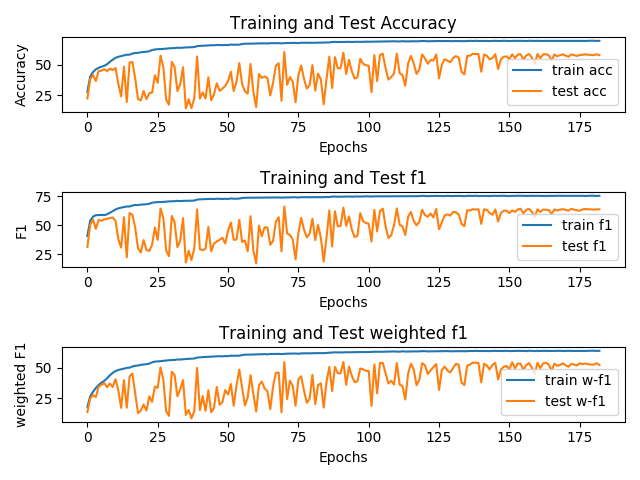 Training and Test Accuracy
Accuracy
50
25
train acc
test acc
0 25 50 75 100 125 150 175
Epochs
Training and Test f1
F1
75
50
25
train f1
test f1
0 25 50 75 100 125 150 175
Epochs
Training and Test weighted f1
weighted F1
50
25
train w-f1
test w-f1
0 25 50 75 100 125 150 175
Epochs